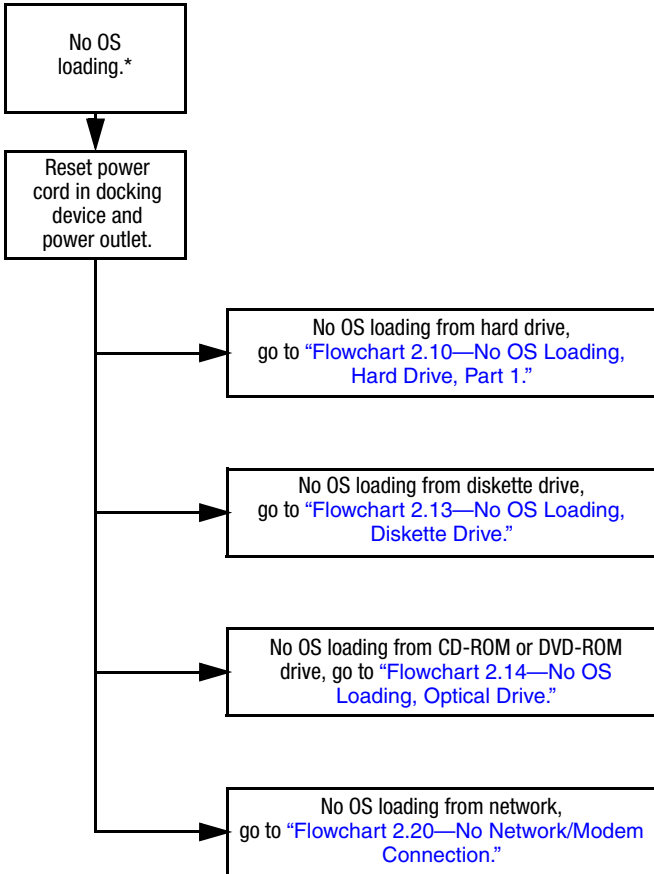 No OS
loading.*
Reset power
cord in docking
device and
power outlet.
No OS loading from hard drive,
go to “Flowchart 2.10—No OS Loading,
Hard Drive, Part 1.”
No OS loading from diskette drive,
go to “Flowchart 2.13—No OS Loading,
Diskette Drive.”
No OS loading from CD-ROM or DVD-ROM
drive, go to “Flowchart 2.14—No OS
Loading, Optical Drive.”
No OS loading from network,
go to “Flowchart 2.20—No Network/Modem
Connection.”